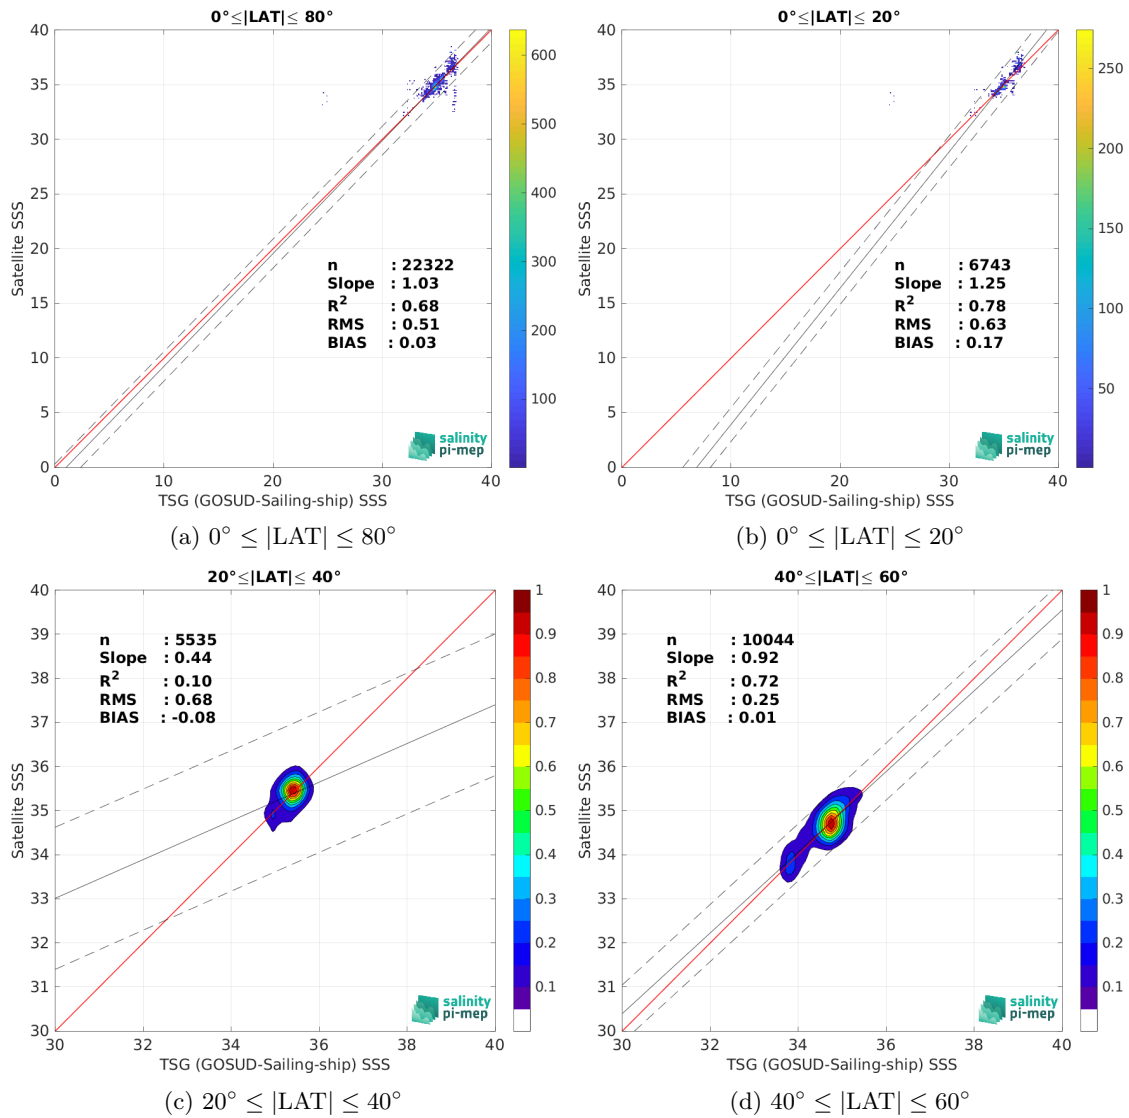 0°≤|LAT|≤ 80°
40
35
30
25
20
15
10
5
0
Satellite SSS
n : 22322
Slope : 1.03
R² : 0.68
RMS : 0.51
BIAS : 0.03
salinity
pi-mep
0 10 20 30 40
TSG (GOSUD-Sailing-ship) SSS
600
500
400
300
200
100
(a) 0° ≤ |LAT| ≤ 80°
0°≤|LAT|≤ 20°
40
35
30
25
20
15
10
5
0
Satellite SSS
n : 6743
Slope : 1.25
R² : 0.78
RMS : 0.63
BIAS : 0.17
salinity
pi-mep
0 10 20 30 40
TSG (GOSUD-Sailing-ship) SSS
250
200
150
100
50
(b) 0° ≤ |LAT| ≤ 20°
20°≤|LAT|≤ 40°
40
39
38
37
36
35
34
33
32
31
30
Satellite SSS
n : 5535
Slope : 0.44
R² : 0.10
RMS : 0.68
BIAS : -0.08
salinity
pi-mep
30 32 34 36 38 40
TSG (GOSUD-Sailing-ship) SSS
1
0.9
0.8
0.7
0.6
0.5
0.4
0.3
0.2
0.1
(c) 20° ≤ |LAT| ≤ 40°
40°≤|LAT|≤ 60°
40
39
38
37
36
35
34
33
32
31
30
Satellite SSS
n : 10044
Slope : 0.92
R² : 0.72
RMS : 0.25
BIAS : 0.01
salinity
pi-mep
30 32 34 36 38 40
TSG (GOSUD-Sailing-ship) SSS
1
0.9
0.8
0.7
0.6
0.5
0.4
0.3
0.2
0.1
(d) 40° ≤ |LAT| ≤ 60°